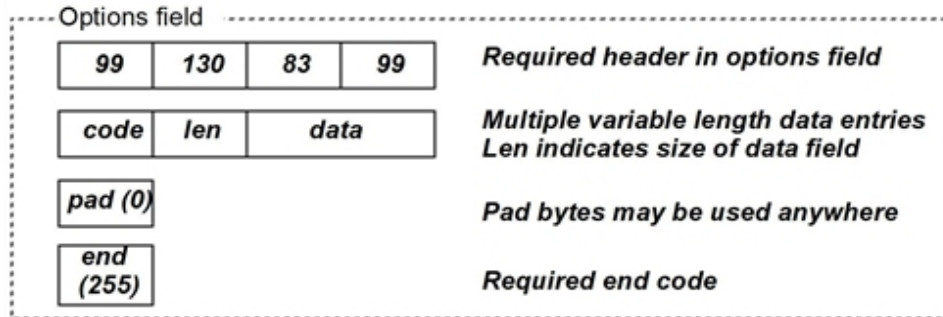 Options field
99 130 83 99 Required header in options field
code len data Multiple variable length data entries
Len indicates size of data field
pad (0) Pad bytes may be used anywhere
end
(255) Required end code